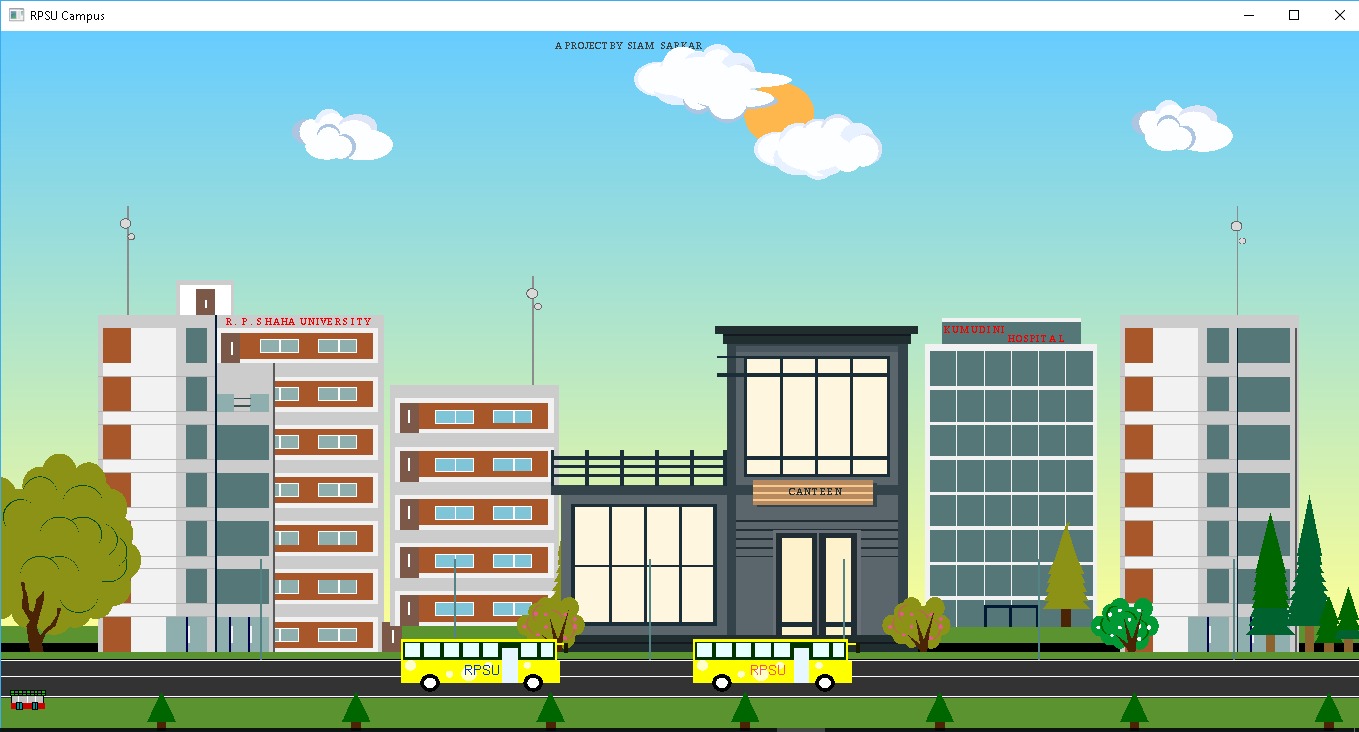 RPSU Campus
A PROJECT BY SIAM SARKAR
R. P. SHAHA UNIVERSITY
KUMUDINI
HOSPITAL
CANTEEN
RPSU
RPSU